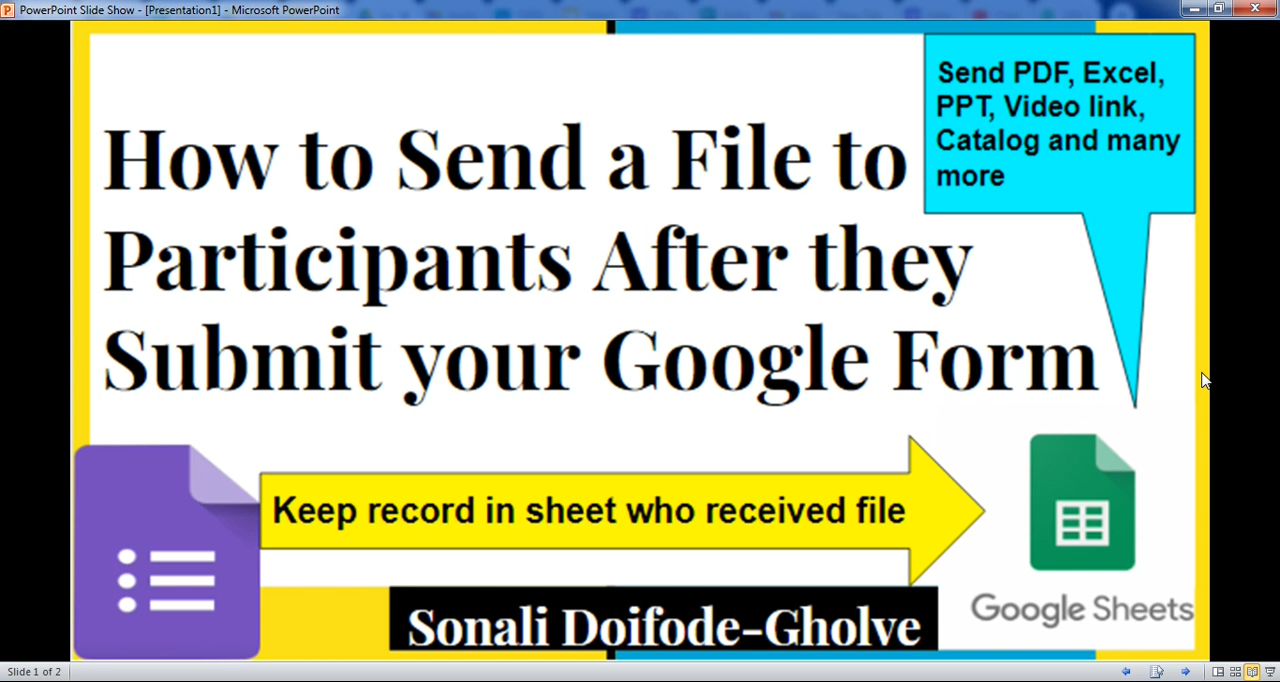 PowerPoint Slide Show - [Presentation1] - Microsoft PowerPoint
How to Send a File to
Participants After they
Submit your Google Form
Send PDF, Excel,
PPT, Video link,
Catalog and many
more
Keep record in sheet who received file
Google Sheets
Sonali Doifode-Gholve
Slide 1 of 2